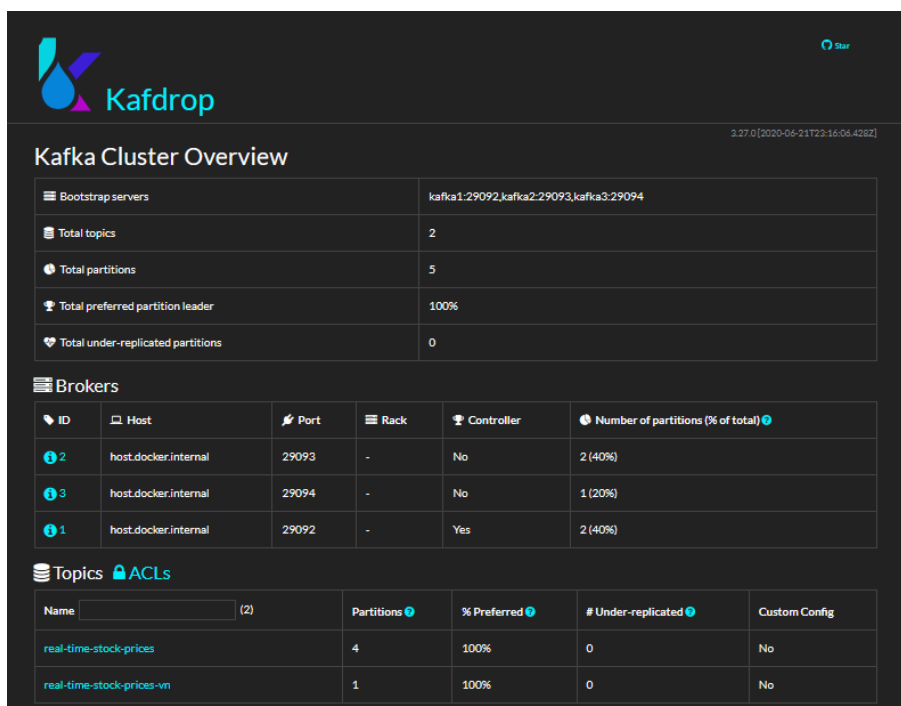 Star
Kafdrop
3.27.0 [2020-06-21T23:16:06.428Z]
Kafka Cluster Overview
Bootstrap servers kafka1:29092,kafka2:29093,kafka3:29094
Total topics 2
Total partitions 5
Total preferred partition leader 100%
Total under-replicated partitions 0
Brokers
ID Host Port Rack Controller Number of partitions (% of total)
2 host.docker.internal 29093 - No 2 (40%)
3 host.docker.internal 29094 - No 1 (20%)
1 host.docker.internal 29092 - Yes 2 (40%)
Topics ACLs
Name (2) Partitions % Preferred # Under-replicated Custom Config
real-time-stock-prices 4 100% 0 No
real-time-stock-prices-vn 1 100% 0 No